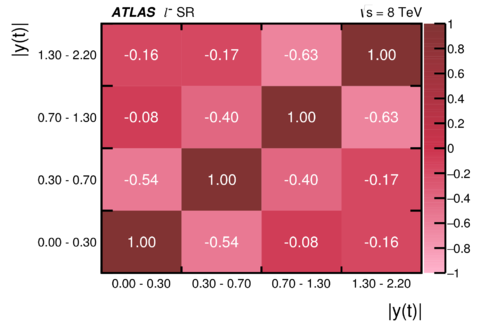 ATLAS l⁻ SR √s = 8 TeV
|y(t)|
1.30 - 2.20 -0.16 -0.17 -0.63 1.00
0.70 - 1.30 -0.08 -0.40 1.00 -0.63
0.30 - 0.70 -0.54 1.00 -0.40 -0.17
0.00 - 0.30 1.00 -0.54 -0.08 -0.16
0.00 - 0.30 0.30 - 0.70 0.70 - 1.30 1.30 - 2.20
|y(t)|
1
0.8
0.6
0.4
0.2
0
−0.2
−0.4
−0.6
−0.8
−1